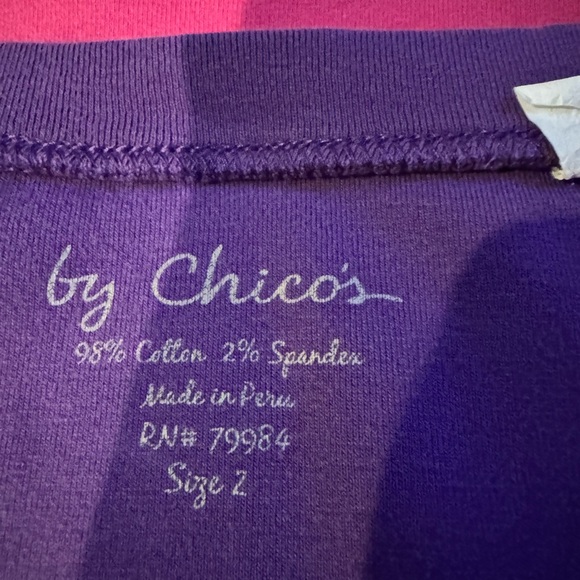 by Chico's
98% Cotton 2% Spandex
Made in Peru
RN# 79984
Size 2